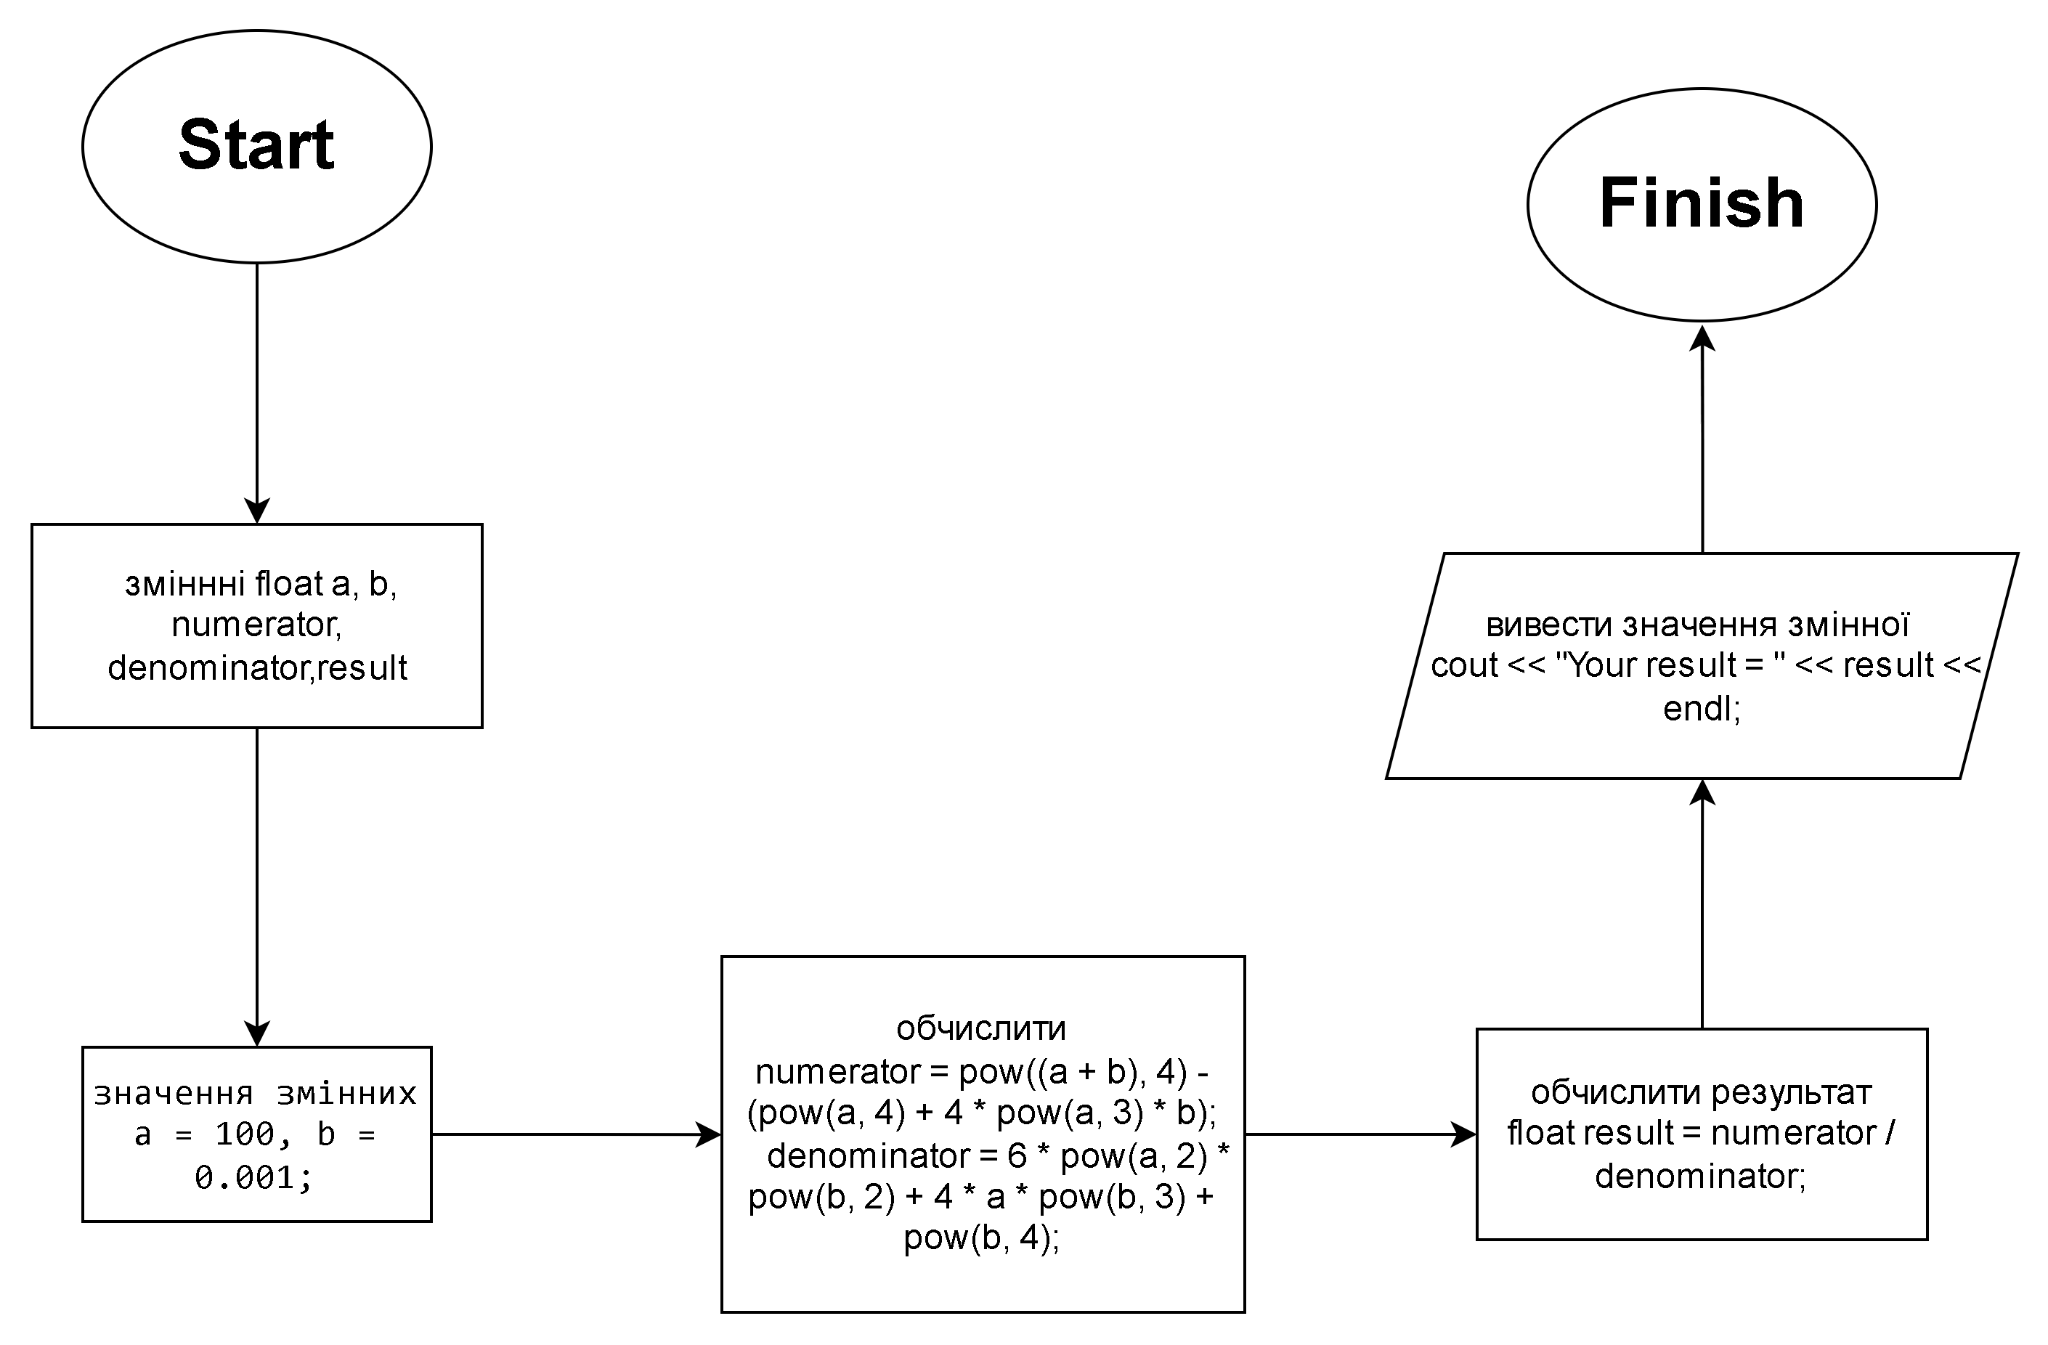 Start
зміннні float a, b,
numerator,
denominator,result
значення змінних
a = 100, b =
0.001;
обчислити
numerator = pow((a + b), 4) -
(pow(a, 4) + 4 * pow(a, 3) * b);
denominator = 6 * pow(a, 2) *
pow(b, 2) + 4 * a * pow(b, 3) +
pow(b, 4);
обчислити результат
float result = numerator /
denominator;
вивести значення змінної
cout << "Your result = " << result <<
endl;
Finish